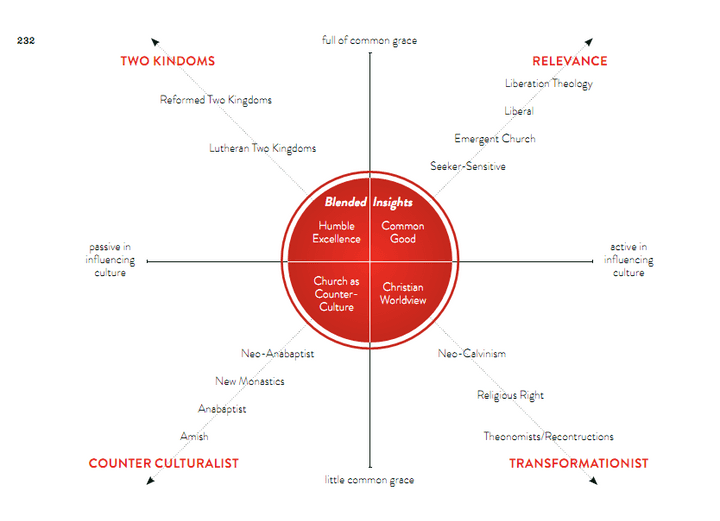 232
full of common grace
TWO KINDOMS
RELEVANCE
Liberation Theology
Reformed Two Kingdoms
Liberal
Emergent Church
Lutheran Two Kingdoms
Seeker-Sensitive
Blended Insights
Humble
Excellence
Common
Good
passive in
influencing
culture
active in
influencing
culture
Church as
Counter-
Culture
Christian
Worldview
Neo-Anabaptist
Neo-Calvinism
New Monastics
Religious Right
Anabaptist
Amish
Theonomists/Recontructions
COUNTER CULTURALIST
TRANSFORMATIONIST
little common grace